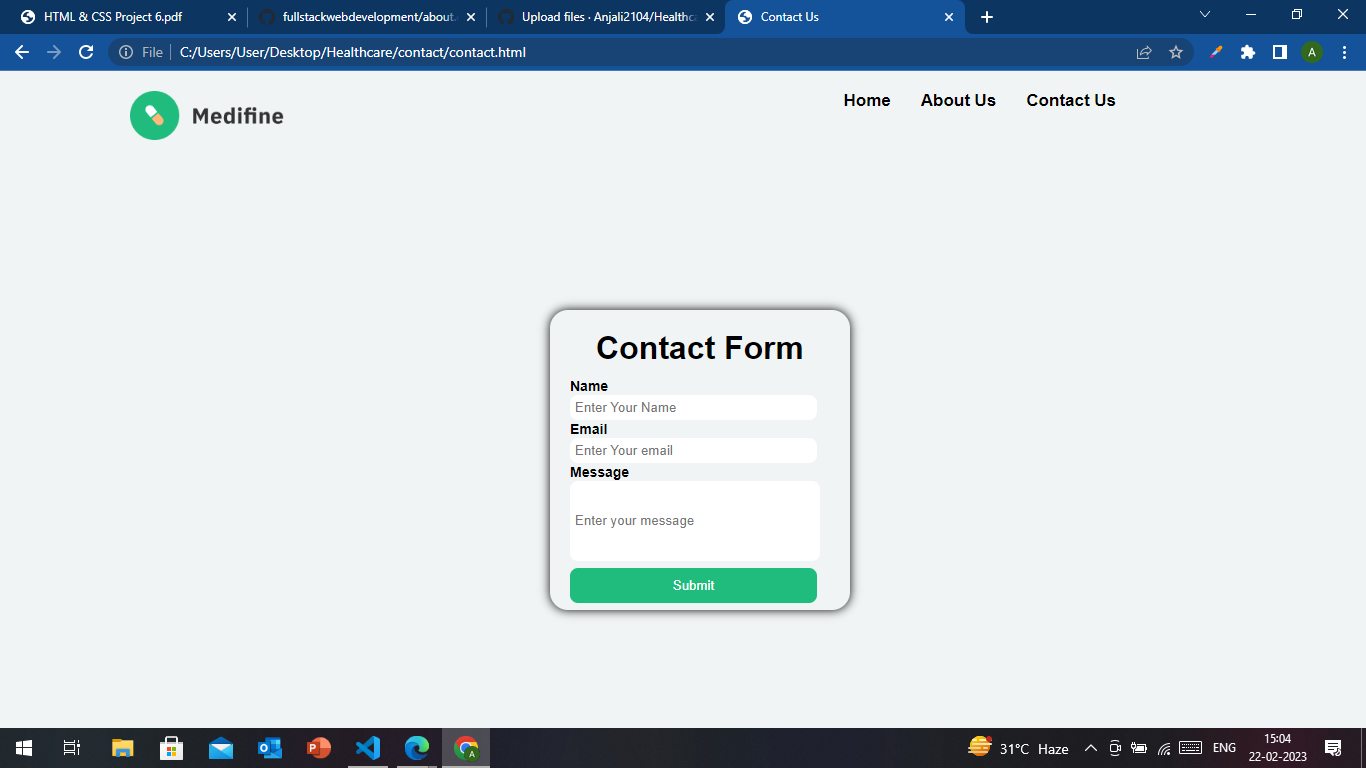 HTML & CSS Project 6.pdf
fullstackwebdevelopment/about.
Upload files · Anjali2104/Healthca
Contact Us
File
C:/Users/User/Desktop/Healthcare/contact/contact.html
A
Medifine
Home
About Us
Contact Us
Contact Form
Name
Enter Your Name
Email
Enter Your email
Message
Enter your message
Submit
31°C Haze
ENG
15:04
22-02-2023